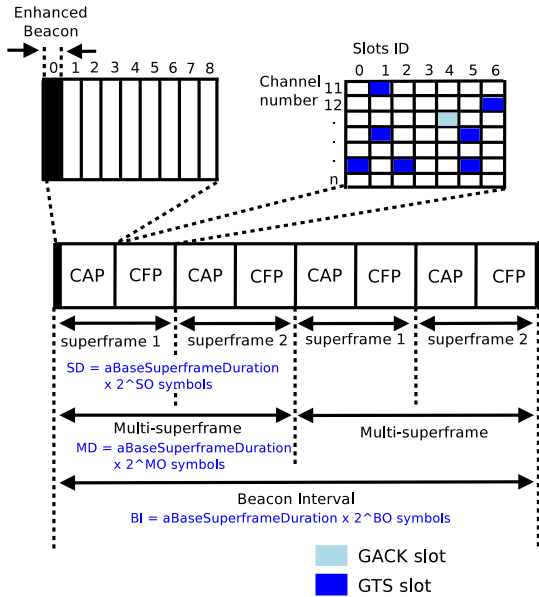 Enhanced
Beacon
0 1 2 3 4 5 6 7 8
Slots ID
0 1 2 3 4 5 6
Channel
number
11
12
.
.
.
.
n
CAP CFP CAP CFP CAP CFP CAP CFP
superframe 1 superframe 2 superframe 1 superframe 2
SD = aBaseSuperframeDuration
x 2^SO symbols
Multi-superframe Multi-superframe
MD = aBaseSuperframeDuration
x 2^MO symbols
Beacon Interval
BI = aBaseSuperframeDuration x 2^BO symbols
GACK slot
GTS slot